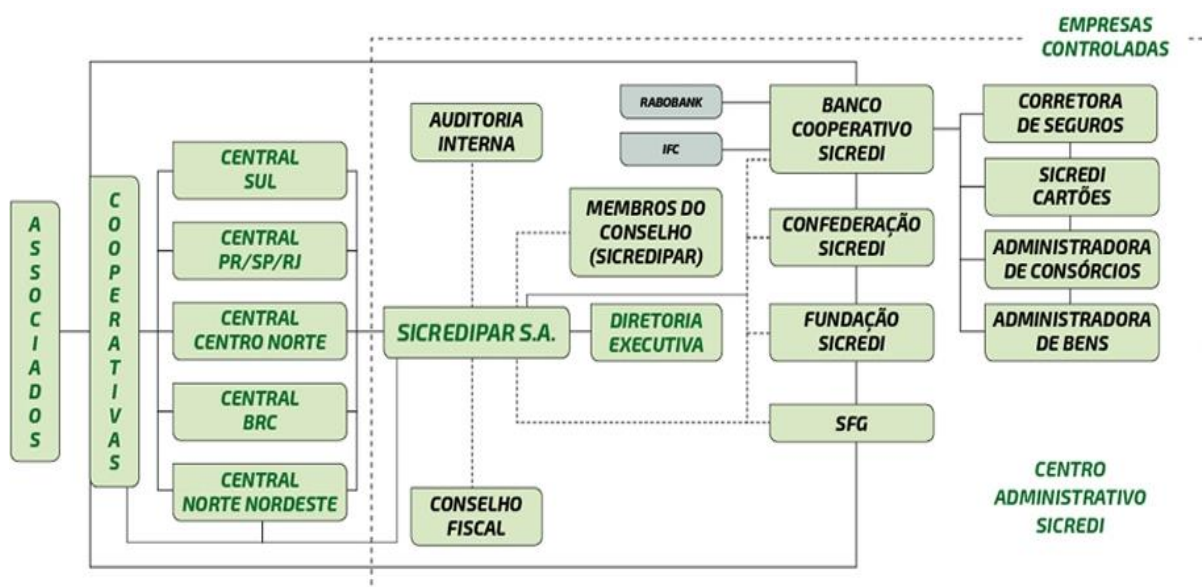 EMPRESAS
CONTROLADAS
ASSOCIADOS
COOPERATIVAS
CENTRAL
SUL
CENTRAL
PR/SP/RJ
CENTRAL
CENTRO NORTE
CENTRAL
BRC
CENTRAL
NORTE NORDESTE
AUDITORIA
INTERNA
SICREDIPAR S.A.
CONSELHO
FISCAL
MEMBROS DO
CONSELHO
(SICREDIPAR)
DIRETORIA
EXECUTIVA
RABOBANK
IFC
BANCO
COOPERATIVO
SICREDI
CONFEDERAÇÃO
SICREDI
FUNDAÇÃO
SICREDI
SFG
CORRETORA
DE SEGUROS
SICREDI
CARTÕES
ADMINISTRADORA
DE CONSÓRCIOS
ADMINISTRADORA
DE BENS
CENTRO
ADMINISTRATIVO
SICREDI